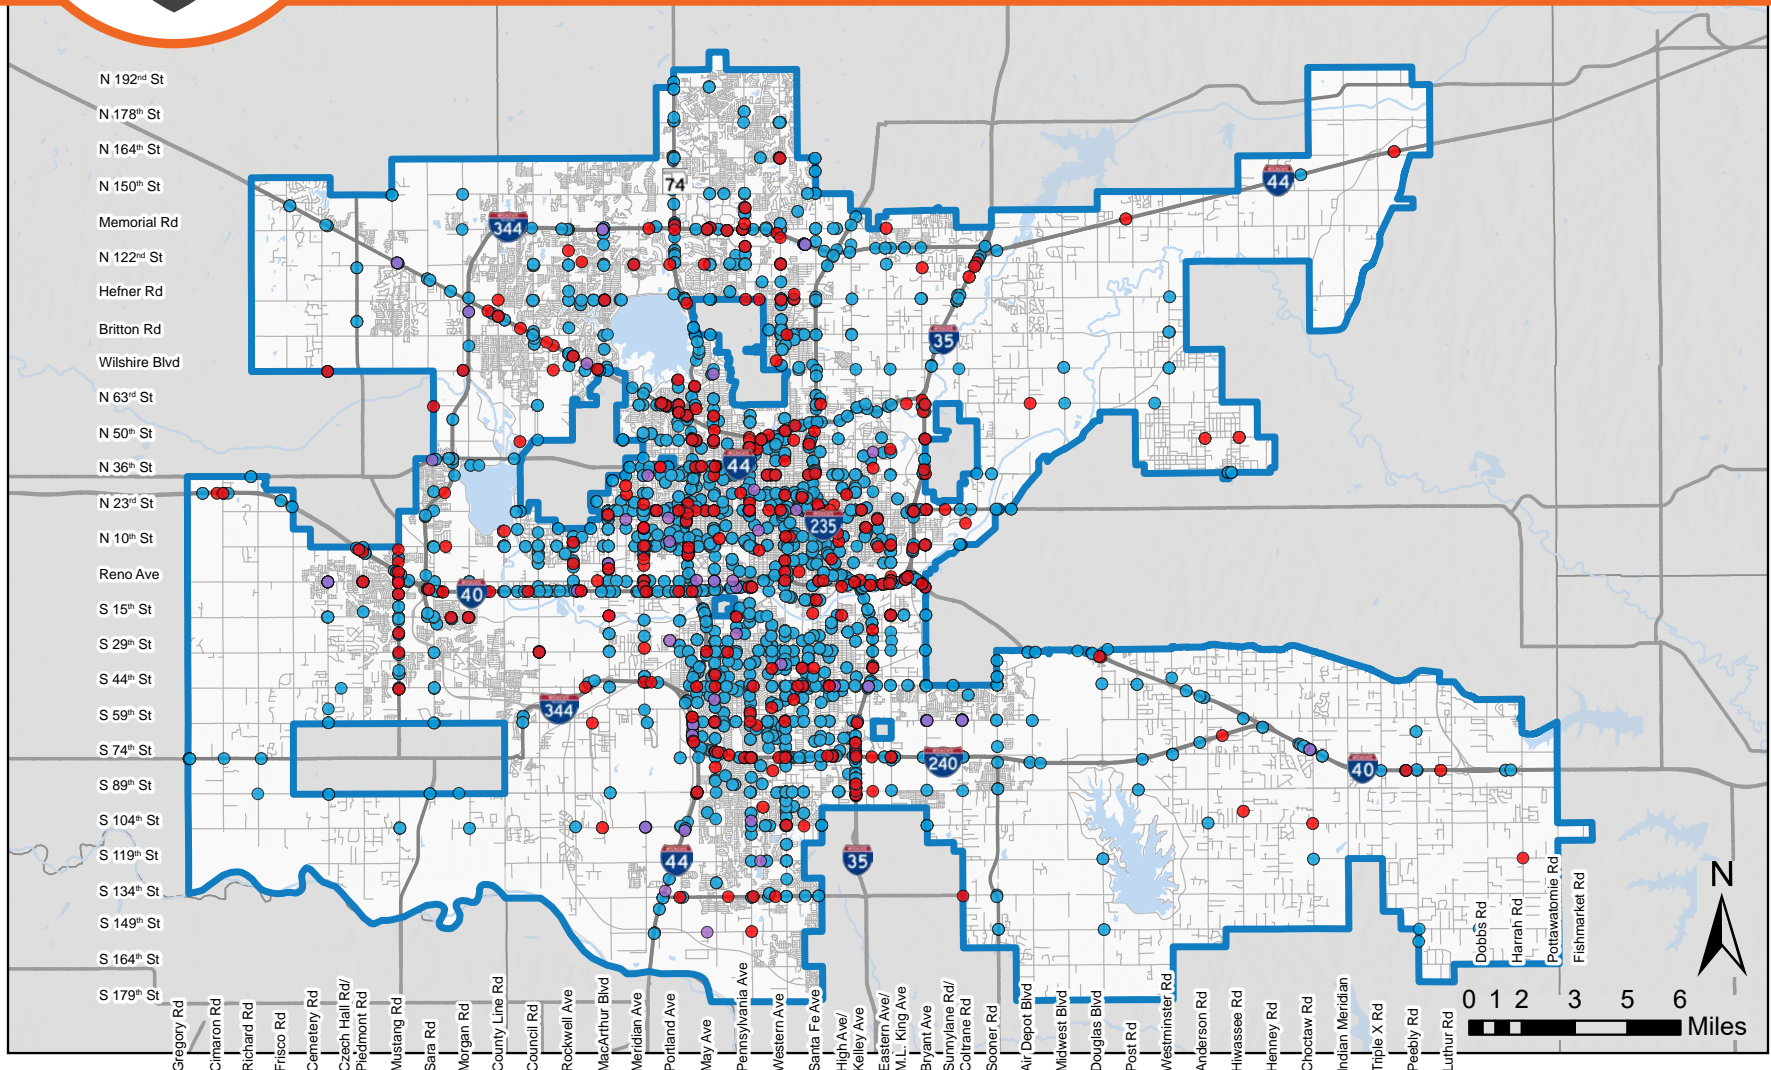 N 192nd St
N 178th St
N 164th St
N 150th St
Memorial Rd
N 122nd St
Hefner Rd
Britton Rd
Wilshire Blvd
N 63rd St
N 50th St
N 36th St
N 23rd St
N 10th St
Reno Ave
S 15th St
S 29th St
S 44th St
S 59th St
S 74th St
S 89th St
S 104th St
S 119th St
S 134th St
S 149th St
S 164th St
S 179th St
74
344
44
35
44
235
40
344
240
40
44
35
N
0 1 2 3 5 6
Miles
Gregory Rd
Cimarron Rd
Richard Rd
Frisco Rd
Cemetery Rd
Czech Hall Rd/
Piedmont Rd
Mustang Rd
Sara Rd
Morgan Rd
County Line Rd
Council Rd
Rockwell Ave
MacArthur Blvd
Meridian Ave
Portland Ave
May Ave
Pennsylvania Ave
Western Ave
Santa Fe Ave
High Ave/
Kelley Ave
Eastern Ave/
M.L. King Ave
Bryant Ave
Sunnylane Rd/
Coltrane Rd
Sooner Rd
Air Depot Blvd
Midwest Blvd
Douglas Blvd
Post Rd
Westminster Rd
Anderson Rd
Hiwassee Rd
Henney Rd
Choctaw Rd
Indian Meridian
Triple X Rd
Peebly Rd
Luthur Rd
Dobbs Rd
Harrah Rd
Pottawatomie Rd
Fishmarket Rd